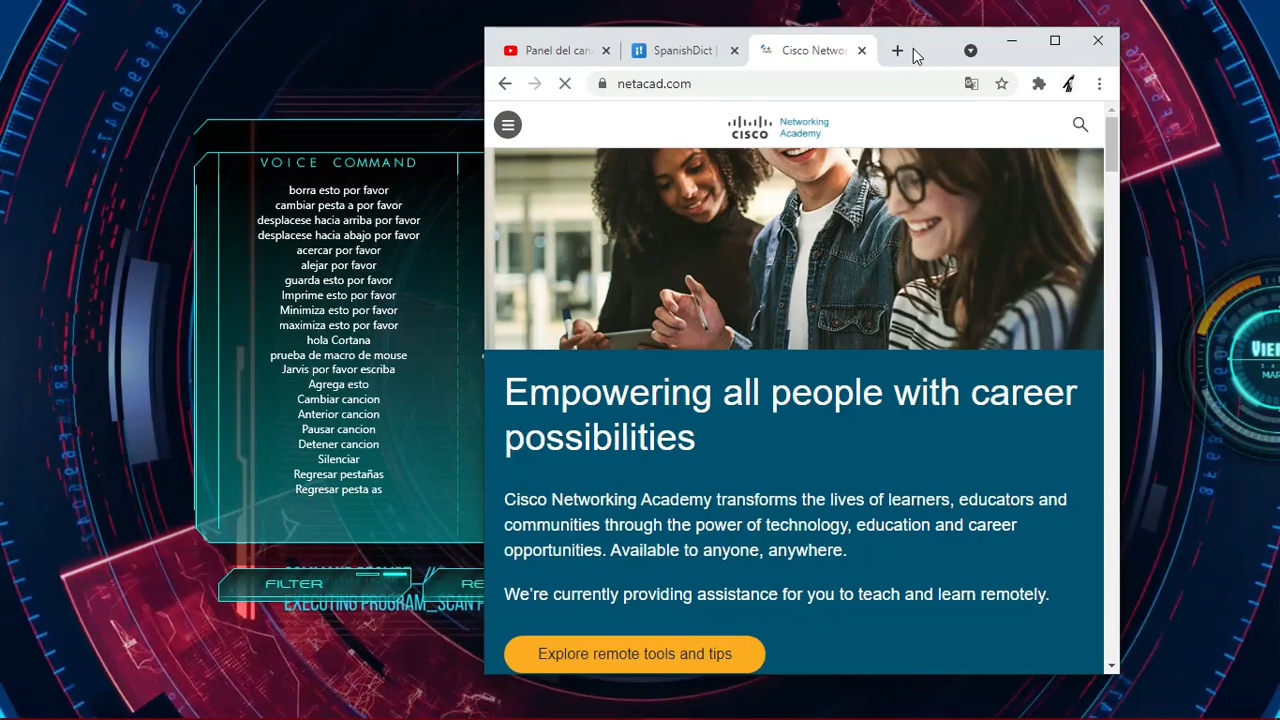 Panel del can
SpanishDict |
Cisco Networ
netacad.com
CISCO
Networking
Academy
VOICE COMMAND
borra esto por favor
cambiar pesta a por favor
desplacese hacia arriba por favor
desplacese hacia abajo por favor
acercar por favor
alejar por favor
guarda esto por favor
Imprime esto por favor
Minimiza esto por favor
maximiza esto por favor
hola Cortana
prueba de macro de mouse
Jarvis por favor escriba
Agrega esto
Cambiar cancion
Anterior cancion
Pausar cancion
Detener cancion
Silenciar
Regresar pestañas
Regresar pesta as
FILTER
RE
EXECUTING PROGRAM_SCAN
Empowering all people with career
possibilities
Cisco Networking Academy transforms the lives of learners, educators and
communities through the power of technology, education and career
opportunities. Available to anyone, anywhere.
We're currently providing assistance for you to teach and learn remotely.
Explore remote tools and tips
VIE
MAR